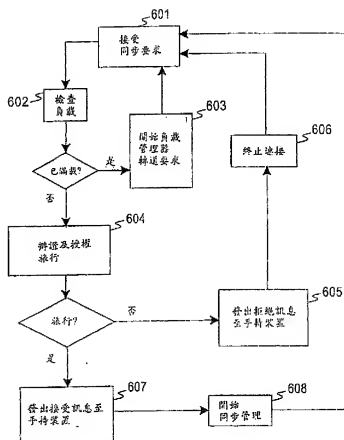 601
接受
同步要求
602
檢查
負載
603
開始負載
管理器
轉送要求
606
終止連接
已滿載?
是
否
604
辨證及授權
旅行
605
發出拒絕訊息
至手持裝置
旅行?
否
是
607
發出接受訊息至
手持裝置
608
開始
同步管理